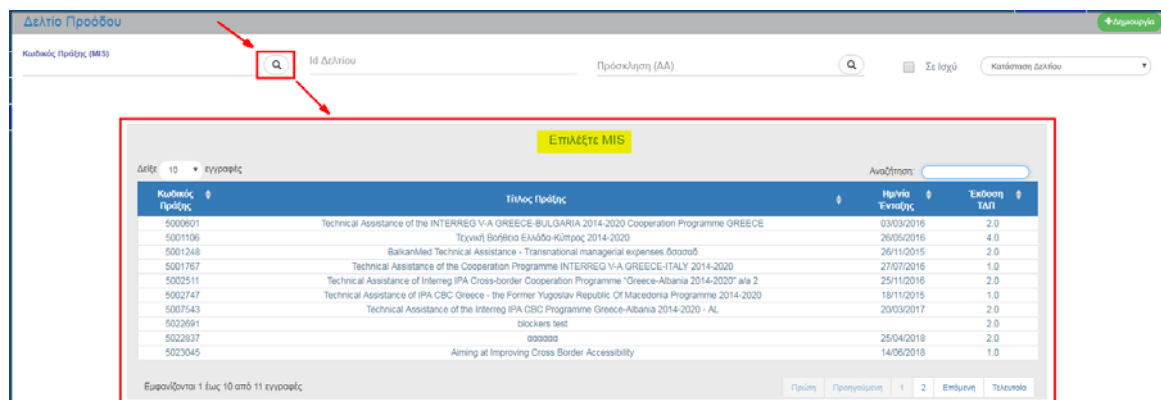 Δελτίο Προόδου
+Δημιουργία
Κωδικός Πράξης (MIS)
Id Δελτίου
Πρόσκληση (ΑΑ)
Σε Ισχύ
Κατάσταση Δελτίου
Επιλέξτε MIS
Δείξε 10 εγγραφές
Αναζήτηση:
Κωδικός Πράξης Τίτλος Πράξης Ημ/νία Ένταξης Έκδοση ΤΔΠ
5000601 Technical Assistance of the INTERREG V-A GREECE-BULGARIA 2014-2020 Cooperation Programme GREECE 03/03/2016 2.0
5001106 Τεχνική Βοήθεια Ελλάδα-Κύπρος 2014-2020 26/05/2016 4.0
5001248 BalkanMed Technical Assistance - Transnational managerial expenses.δσασαδ 26/11/2015 2.0
5001767 Technical Assistance of the Cooperation Programme INTERREG V-A GREECE-ITALY 2014-2020 27/07/2016 1.0
5002511 Technical Assistance of Interreg IPA Cross-border Cooperation Programme "Greece-Albania 2014-2020" α/α 2 25/11/2016 2.0
5002747 Technical Assistance of IPA CBC Greece - the Former Yugoslav Republic Of Macedonia Programme 2014-2020 18/11/2015 1.0
5007543 Technical Assistance of the Interreg IPA CBC Programme Greece-Albania 2014-2020 - AL 20/03/2017 2.0
5022691 blockers test 2.0
5022837 25/04/2018 2.0
5023045 Aiming at Improving Cross Border Accessibility 14/06/2018 1.0
Εμφανίζονται 1 έως 10 από 11 εγγραφές
Πρώτη Προηγούμενη 1 2 Επόμενη Τελευταία